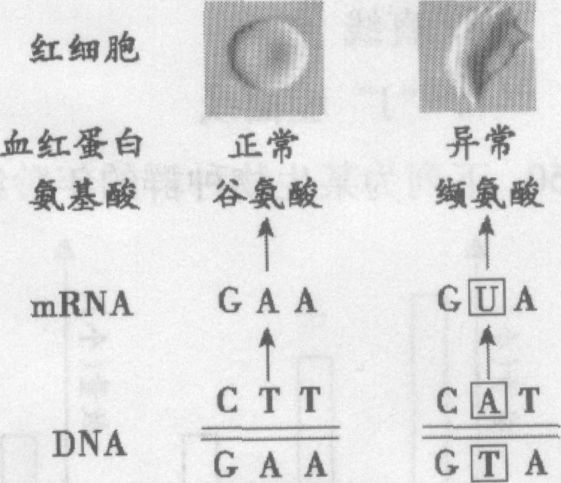 红细胞
血红蛋白 正常 异常
氨基酸 谷氨酸 缬氨酸
mRNA G A A G U A
C T T C A T
DNA
G A A G T A